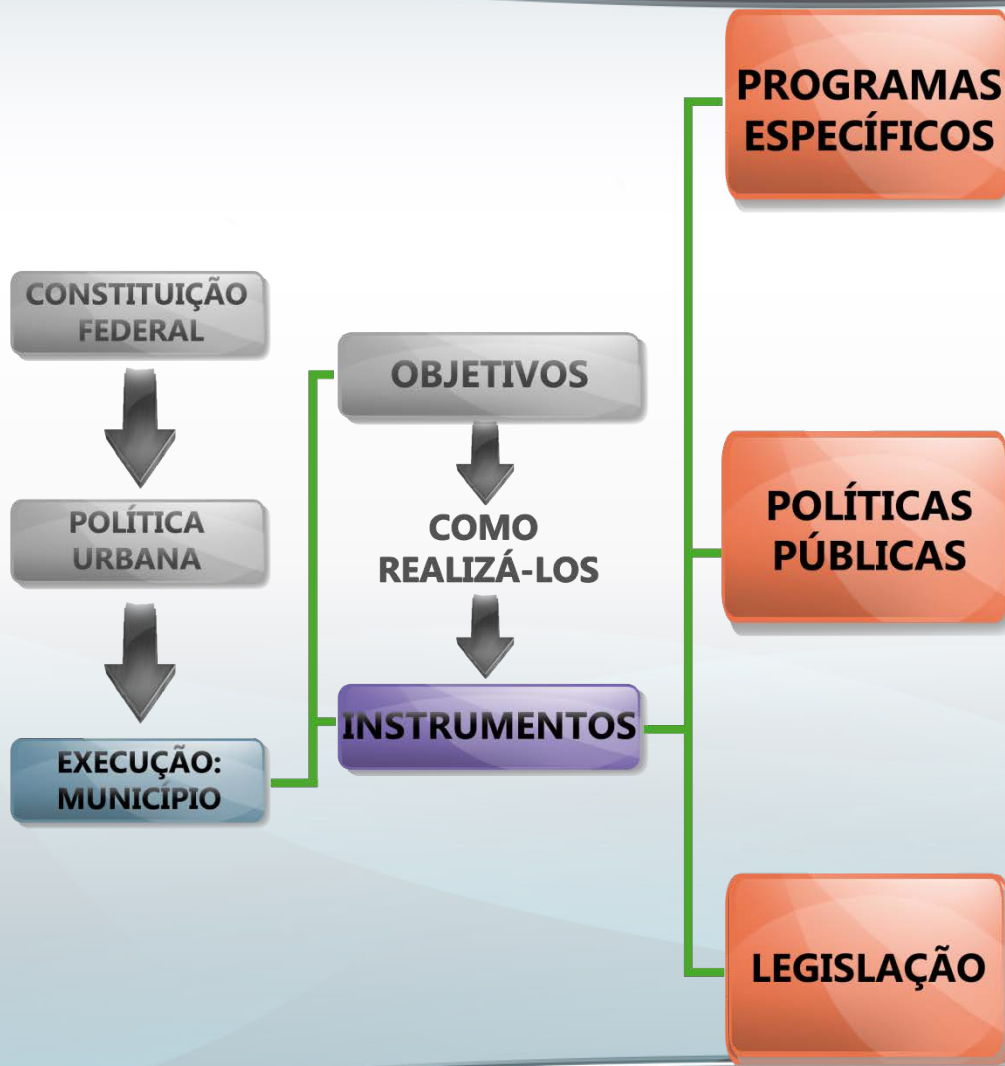 CONSTITUIÇÃO
FEDERAL
POLÍTICA
URBANA
EXECUÇÃO:
MUNICÍPIO
OBJETIVOS
COMO
REALIZÁ-LOS
INSTRUMENTOS
PROGRAMAS
ESPECÍFICOS
POLÍTICAS
PÚBLICAS
LEGISLAÇÃO